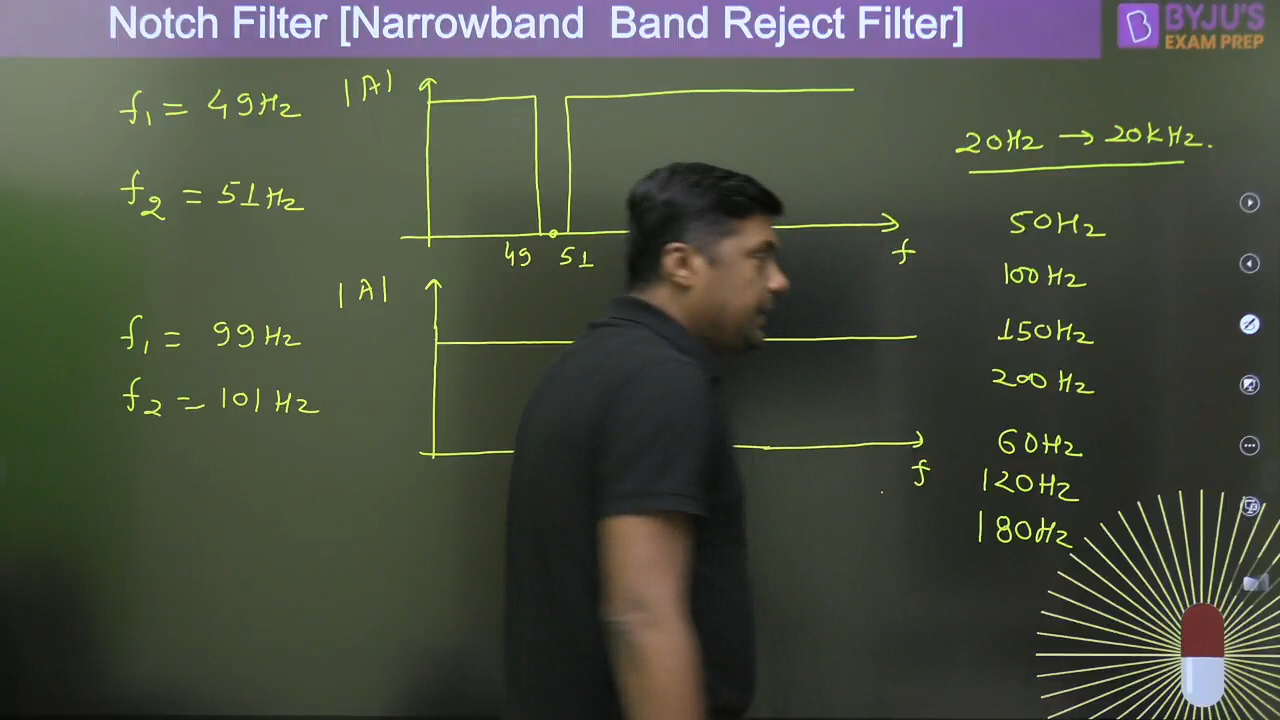 Notch Filter [Narrowband Band Reject Filter]
BYJU'S
EXAM PREP
f₁ = 49Hz
f₂ = 51Hz
|A|
49 51
f
20Hz → 20kHz.
50Hz
100Hz
150Hz
200Hz
60Hz
120Hz
180Hz
f₁ = 99Hz
f₂ = 101Hz
|A|
f